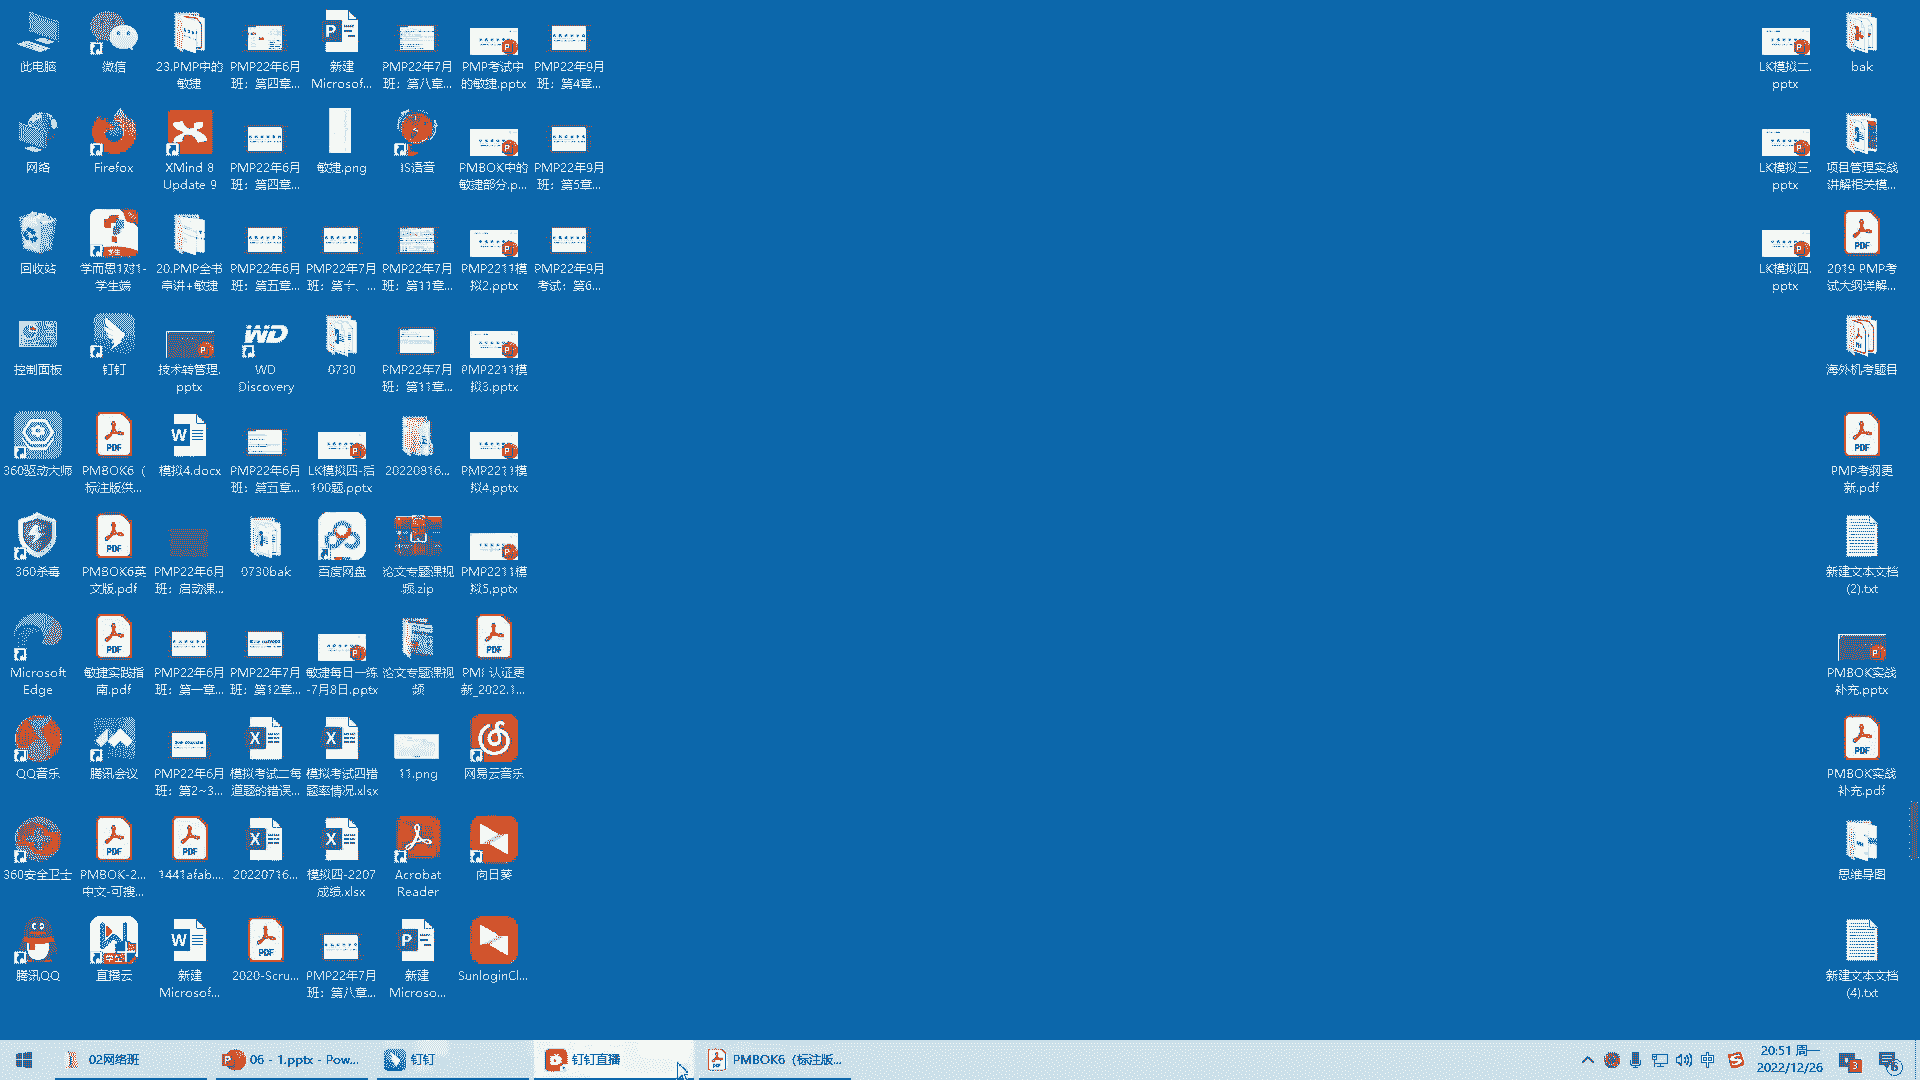 此电脑
微信
23.PMP中的
敏捷
PMP22年6月
班：第四章...
新建
Microsof...
PMP22年7月
班：第八章...
PMP考试中
的敏捷.pptx
PMP22年9月
班：第4章...
网络
Firefox
XMind 8
Update 9
PMP22年6月
班：第四章...
敏捷.png
iS语音
PMBOK中的
敏捷部分.p...
PMP22年9月
班：第5章...
回收站
学而思1对1-
学生端
20.PMP全书
串讲+敏捷
PMP22年6月
班：第五章...
PMP22年7月
班：第十、...
PMP22年7月
班：第11章...
PMP2211模
拟2.pptx
PMP22年9月
考试：第6...
控制面板
钉钉
技术转管理.
pptx
WD
Discovery
0730
PMP22年7月
班：第11章...
PMP2211模
拟3.pptx
360驱动大师
PMBOK6（
标注版供...
模拟4.docx
PMP22年6月
班：第五章...
LK模拟四-后
100题.pptx
20220816...
PMP2211模
拟4.pptx
360杀毒
PMBOK6英
文版.pdf
PMP22年6月
班：启动课...
0730bak
百度网盘
论文专题课视
频.zip
PMP2211模
拟5.pptx
Microsoft
Edge
敏捷实践指
南.pdf
PMP22年6月
班：第一章...
PMP22年7月
班：第12章...
敏捷每日一练
-7月8日.pptx
论文专题课视
频
PMI 认证更
新_2022.1...
QQ音乐
腾讯会议
PMP22年6月
班：第2~3...
模拟考试二每
道题的错误...
模拟考试四错
题率情况.xlsx
11.png
网易云音乐
360安全卫士
PMBOK-2...
中文-可搜...
1441afab...
20220716...
模拟四-2207
成绩.xlsx
Acrobat
Reader
向日葵
腾讯QQ
直播云
新建
Microsof...
2020-Scru...
PMP22年7月
班：第八章...
新建
Microso...
SunloginCl...
LK模拟二.
pptx
bak
LK模拟三.
pptx
项目管理实战
讲解相关模...
LK模拟四.
pptx
2019 PMP考
试大纲详解...
海外机考题目
PMP考纲更
新.pdf
新建文本文档
(2).txt
PMBOK实战
补充.pptx
PMBOK实战
补充.pdf
思维导图
新建文本文档
(4).txt
02网络班
06 - 1.pptx - Pow...
钉钉
钉钉直播
PMBOK6（标注版...
中
20:51 周一
2022/12/26
3
6